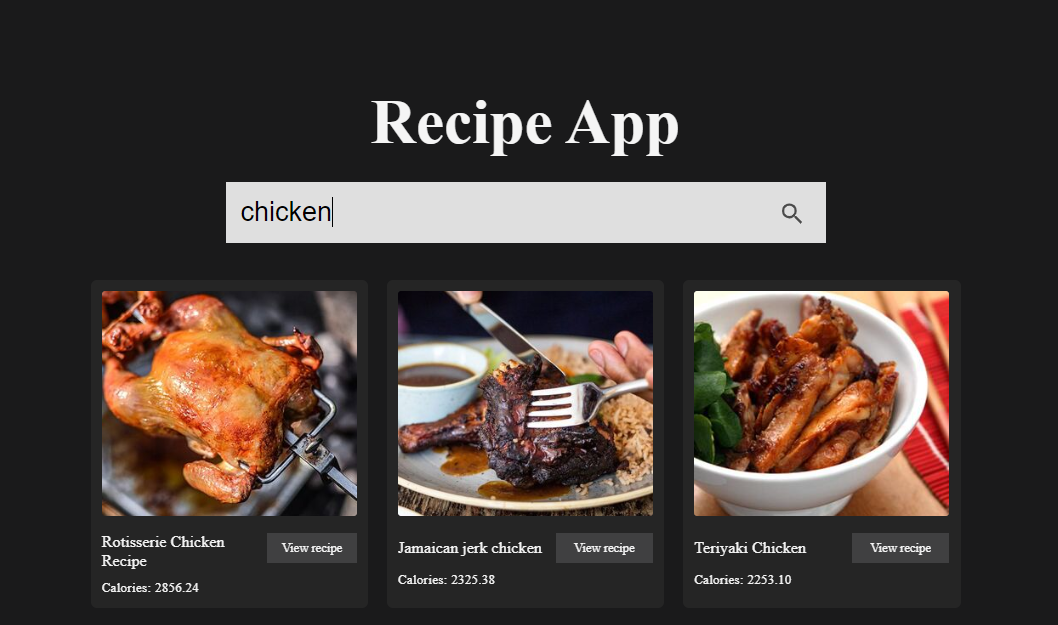 Recipe App
chicken
Rotisserie Chicken
Recipe
View recipe
Calories: 2856.24
Jamaican jerk chicken
View recipe
Calories: 2325.38
Teriyaki Chicken
View recipe
Calories: 2253.10